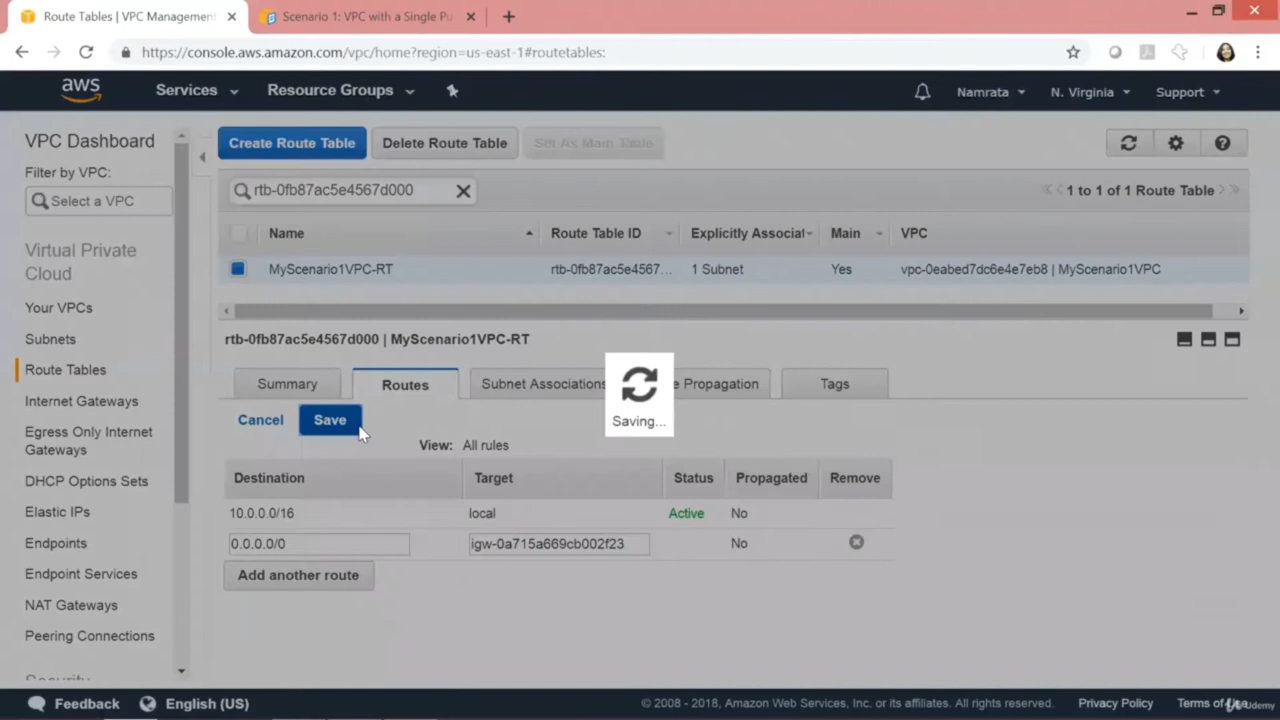 Route Tables | VPC Management
Scenario 1: VPC with a Single Pu
https://console.aws.amazon.com/vpc/home?region=us-east-1#routetables:
aws
Services
Resource Groups
Namrata
N. Virginia
Support
VPC Dashboard
Filter by VPC:
Select a VPC
Virtual Private
Cloud
Your VPCs
Subnets
Route Tables
Internet Gateways
Egress Only Internet
Gateways
DHCP Options Sets
Elastic IPs
Endpoints
Endpoint Services
NAT Gateways
Peering Connections
Security
Create Route Table
Delete Route Table
Set As Main Table
rtb-0fb87ac5e4567d000
1 to 1 of 1 Route Table
Name
Route Table ID
Explicitly Associat
Main
VPC
MyScenario1VPC-RT
rtb-0fb87ac5e4567...
1 Subnet
Yes
vpc-0eabed7dc6e4e7eb8 | MyScenario1VPC
rtb-0fb87ac5e4567d000 | MyScenario1VPC-RT
Summary
Routes
Subnet Associations
e Propagation
Tags
Saving...
Cancel
Save
View: All rules
Destination
Target
Status
Propagated
Remove
10.0.0.0/16
local
Active
No
0.0.0.0/0
igw-0a715a669cb002f23
No
Add another route
Feedback
English (US)
© 2008 - 2018, Amazon Web Services, Inc. or its affiliates. All rights reserved.
Privacy Policy
Terms of
Udemy